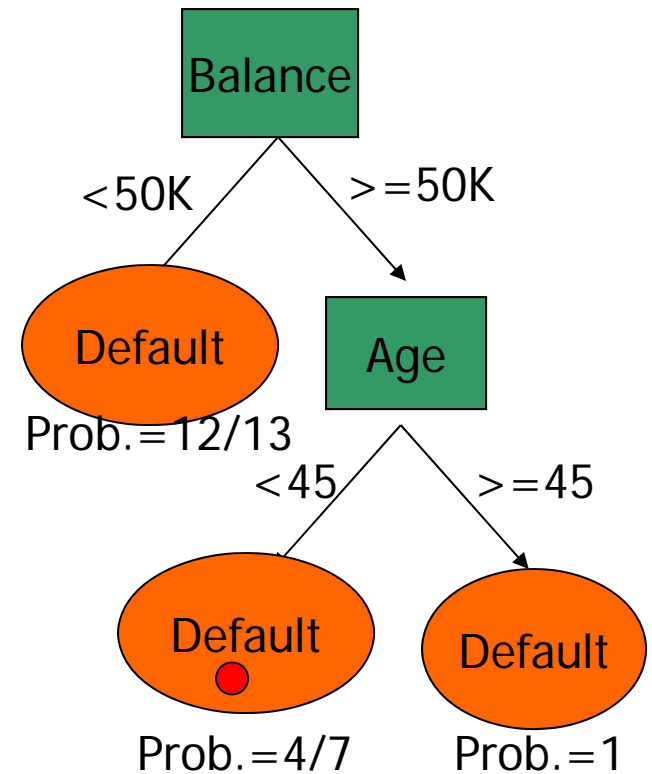 Balance
<50K
>=50K
Default
Age
Prob.=12/13
<45
>=45
Default
Default
Prob.=4/7
Prob.=1